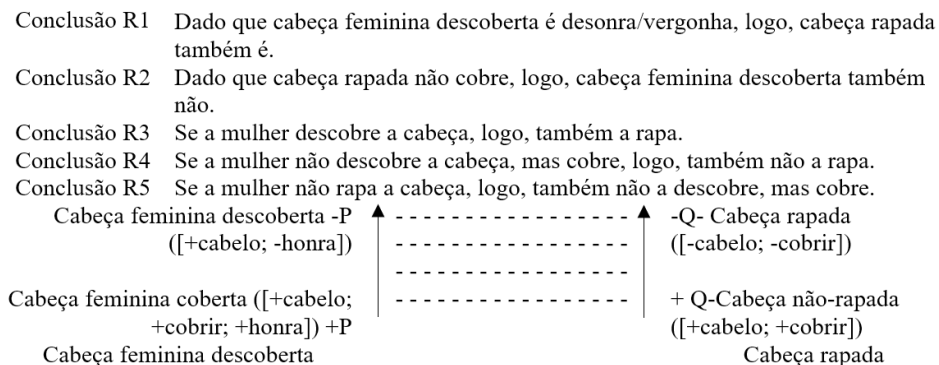 Conclusão R1 Dado que cabeça feminina descoberta é desonra/vergonha, logo, cabeça rapada
também é.
Conclusão R2 Dado que cabeça rapada não cobre, logo, cabeça feminina descoberta também
não.
Conclusão R3 Se a mulher descobre a cabeça, logo, também a rapa.
Conclusão R4 Se a mulher não descobre a cabeça, mas cobre, logo, também não a rapa.
Conclusão R5 Se a mulher não rapa a cabeça, logo, também não a descobre, mas cobre.
Cabeça feminina descoberta -P -Q- Cabeça rapada
([+cabelo; -honra]) ([-cabelo; -cobrir])
Cabeça feminina coberta ([+cabelo; + Q-Cabeça não-rapada
+cobrir; +honra]) +P ([+cabelo; +cobrir])
Cabeça feminina descoberta Cabeça rapada